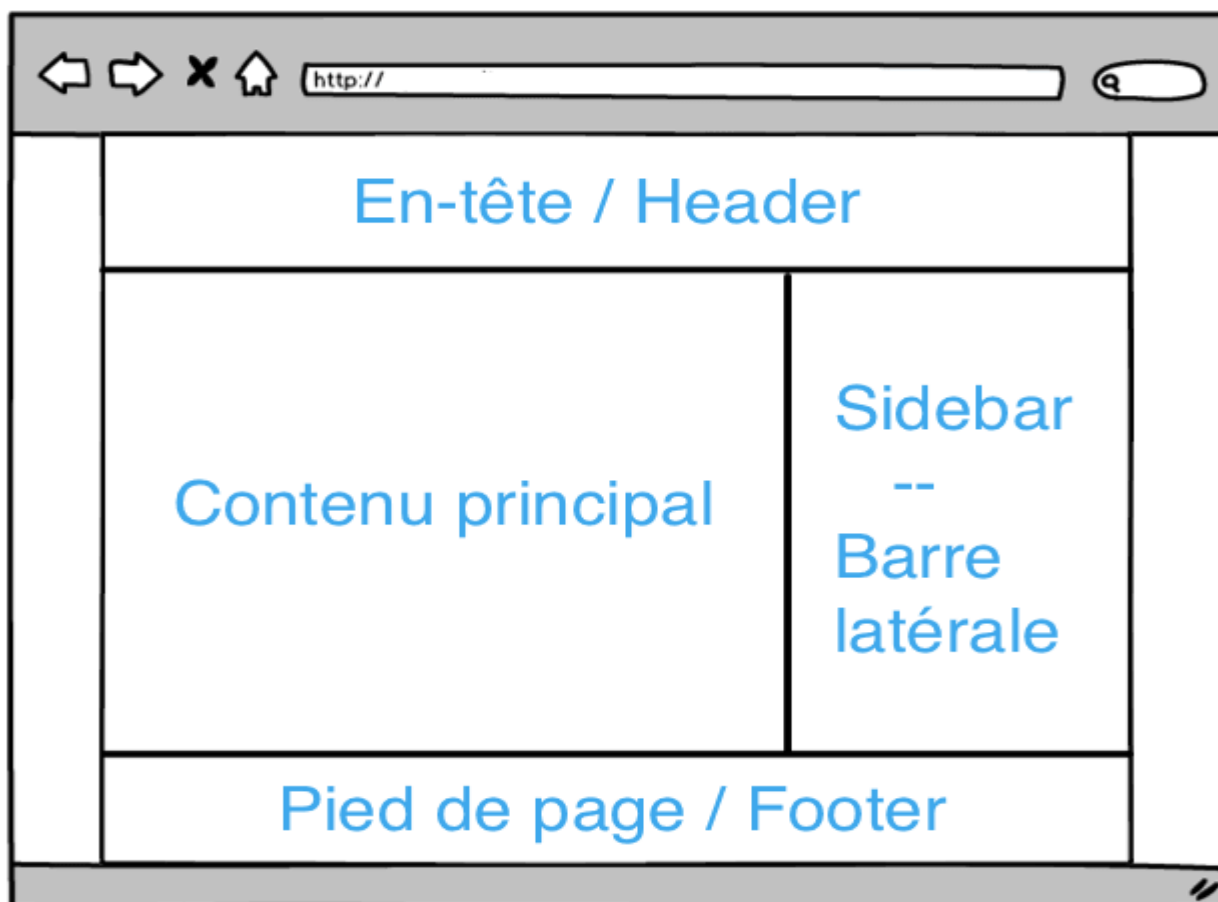 http://
En-tête / Header
Contenu principal
Sidebar
--
Barre
latérale
Pied de page / Footer